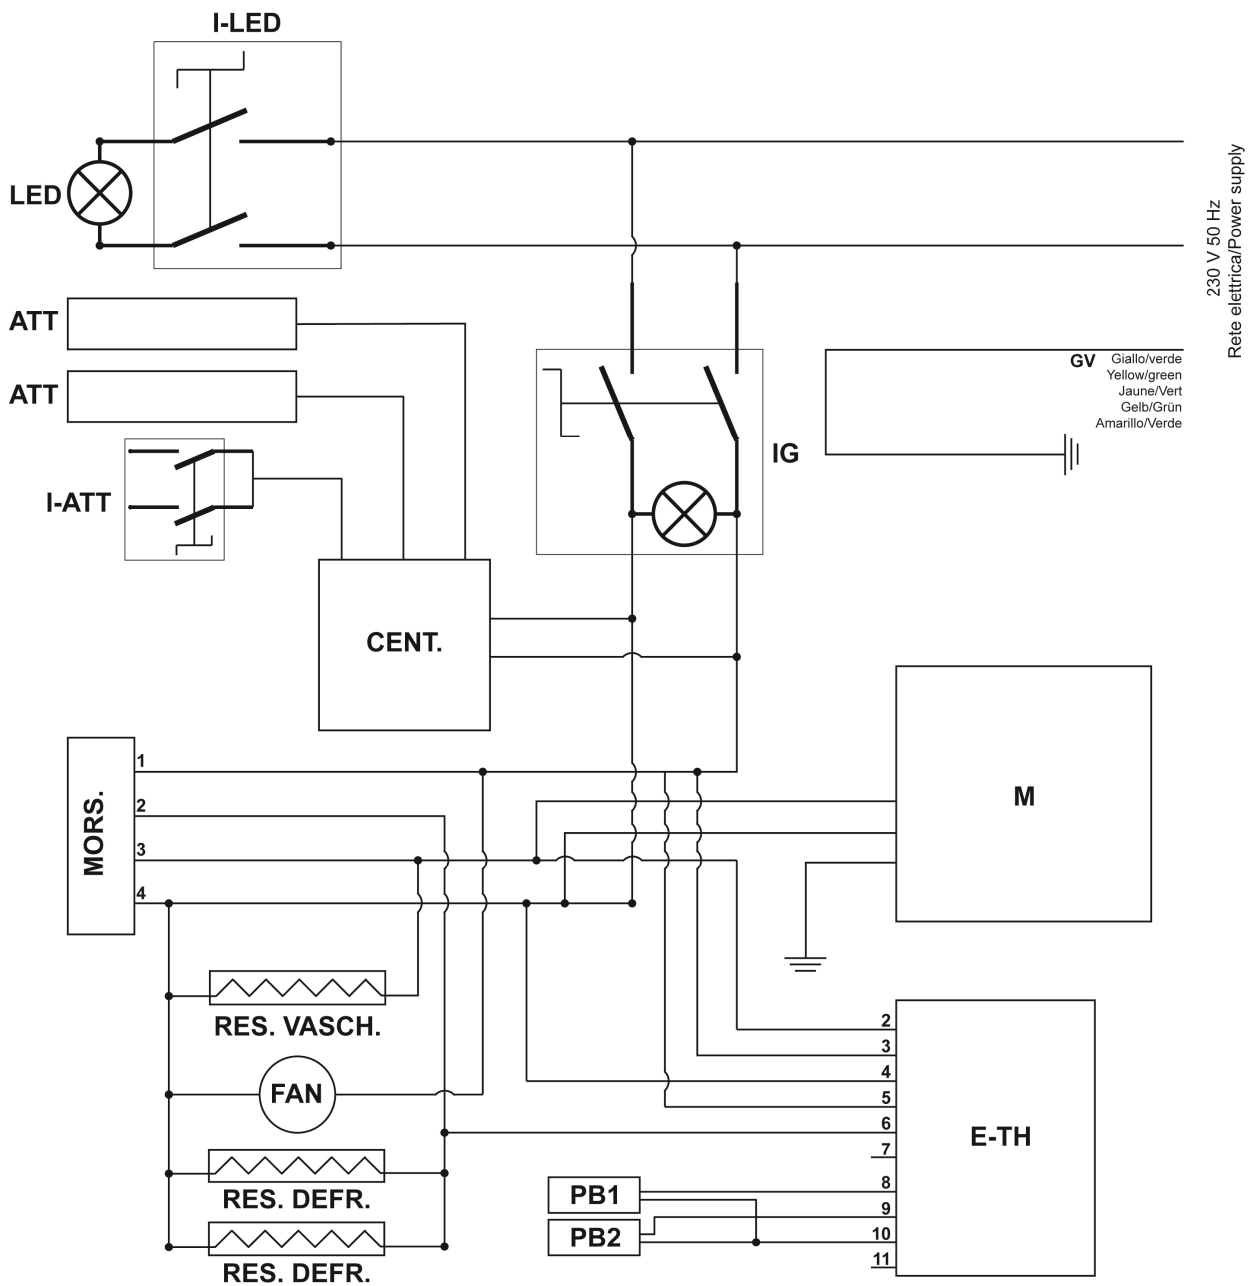 I-LED
LED
230 V 50 Hz
Rete elettrica/Power supply
ATT
GV Giallo/verde
Yellow/green
Jaune/Vert
Gelb/Grün
Amarillo/Verde
ATT
IG
I-ATT
CENT.
MORS.
1
2
3
4
M
RES. VASCH.
FAN
RES. DEFR.
RES. DEFR.
2
3
4
5
6
7
8
9
10
11
E-TH
PB1
PB2